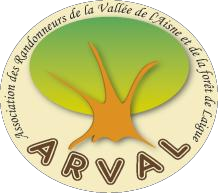 Association des Randonneurs de la Vallée de L'Aisne et de la forêt de Laigue
ARVAL